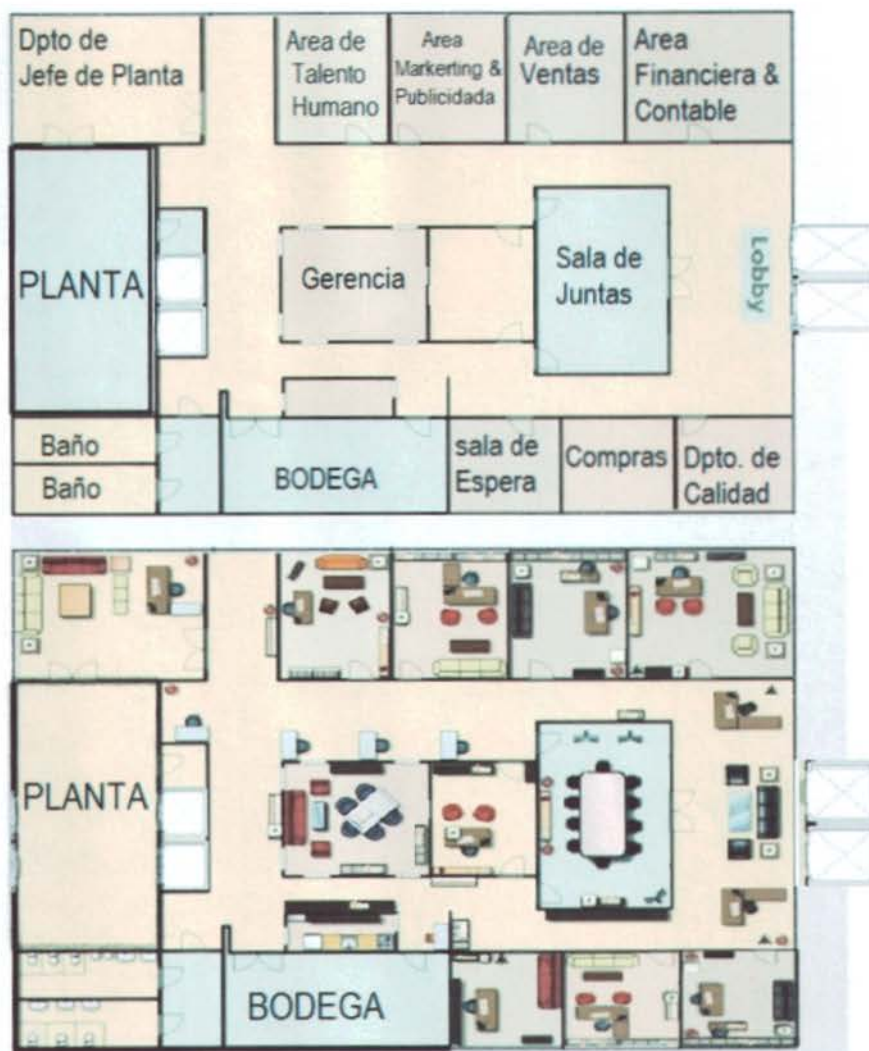 Dpto de
Jefe de Planta
Area de
Talento
Humano
Area
Markerting &
Publicidada
Area de
Ventas
Area
Financiera &
Contable
PLANTA
Gerencia
Sala de
Juntas
Lobby
Baño
Baño
BODEGA
sala de
Espera
Compras
Dpto. de
Calidad
PLANTA
BODEGA